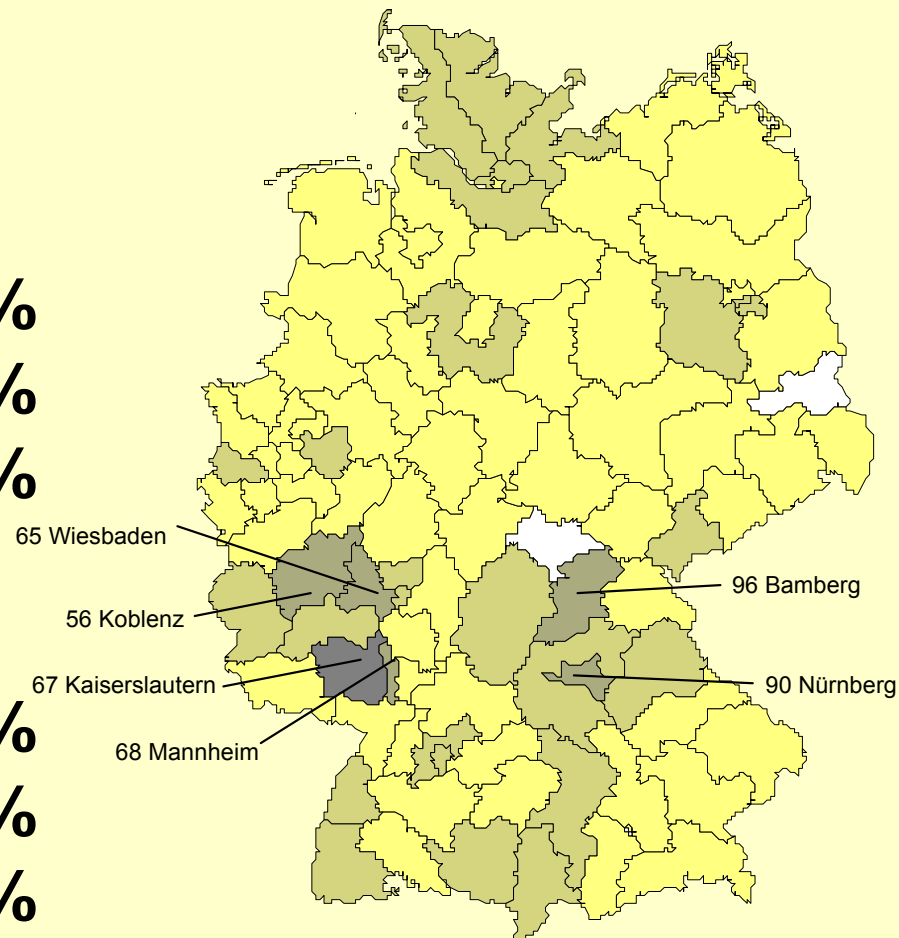 %
%
%
65 Wiesbaden
96 Bamberg
56 Koblenz
67 Kaiserslautern
90 Nürnberg
%
68 Mannheim
%
%